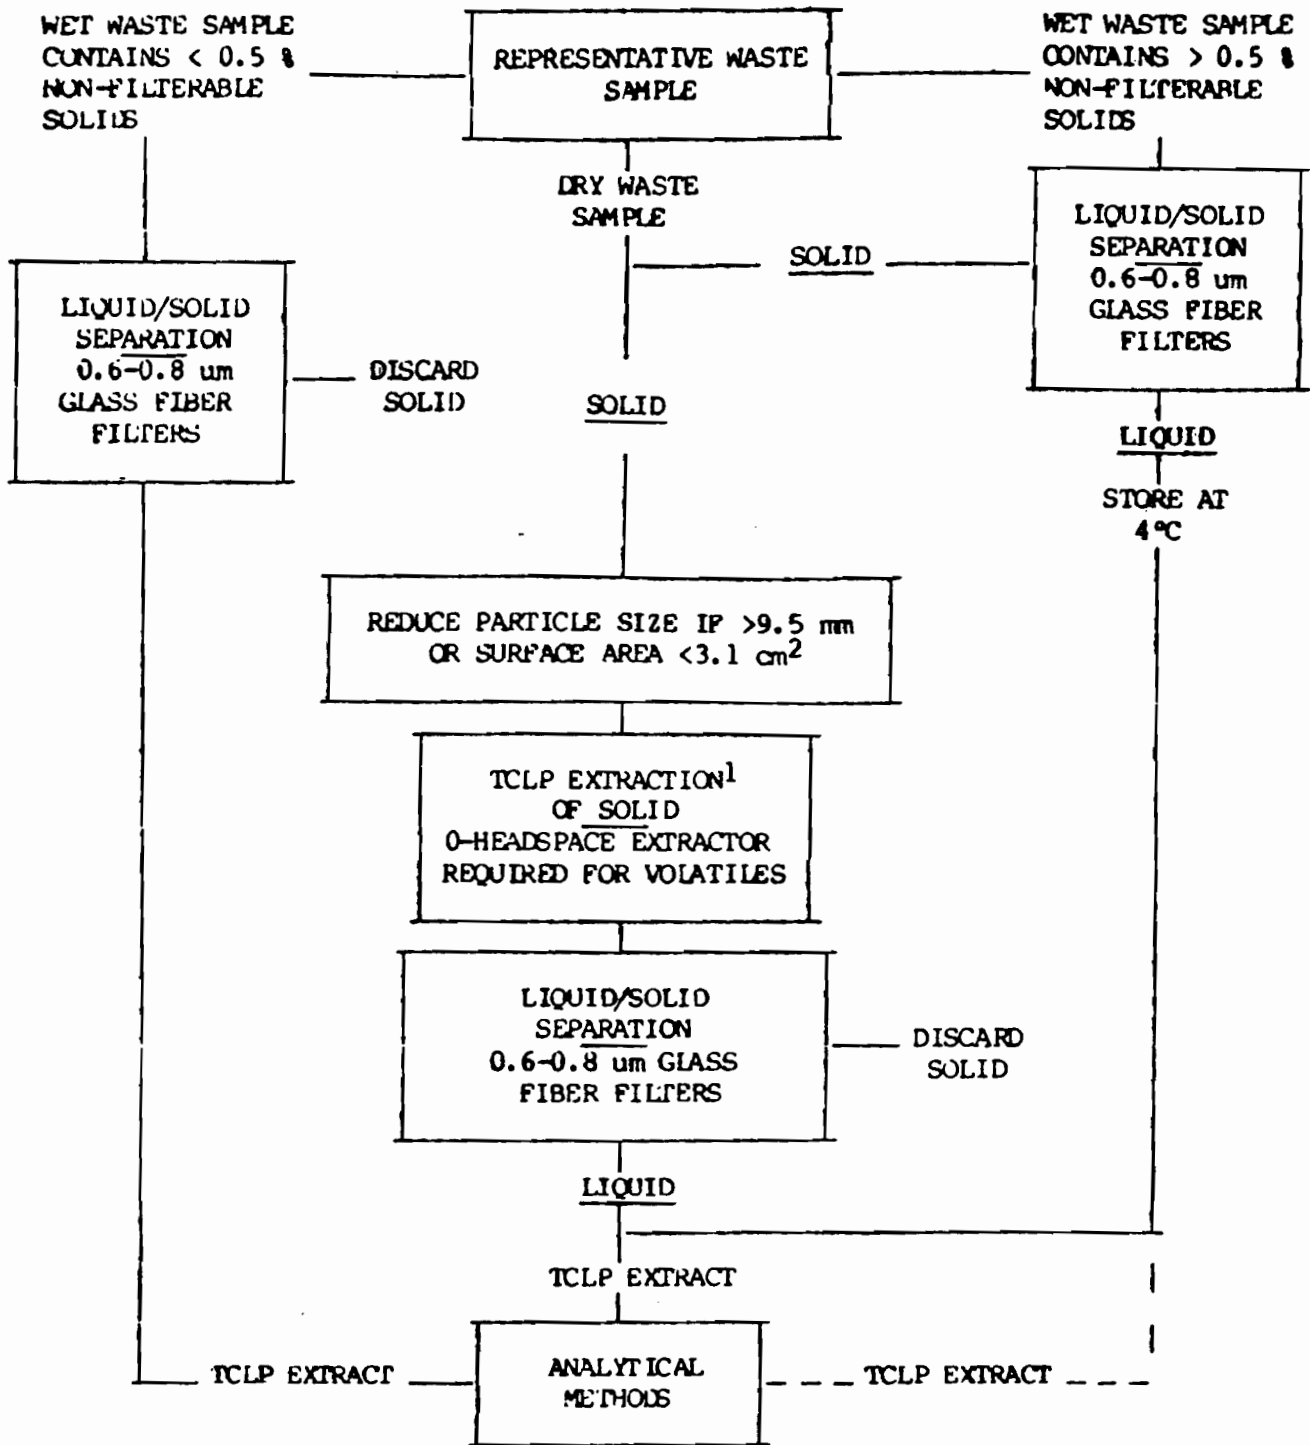 WET WASTE SAMPLE
CONTAINS < 0.5 %
NON-FILTERABLE
SOLIDS
REPRESENTATIVE WASTE
SAMPLE
WET WASTE SAMPLE
CONTAINS > 0.5 %
NON-FILTERABLE
SOLIDS
DRY WASTE
SAMPLE
LIQUID/SOLID
SEPARATION
0.6-0.8 um
GLASS FIBER
FILTERS
DISCARD
SOLID
SOLID
SOLID
LIQUID/SOLID
SEPARATION
0.6-0.8 um
GLASS FIBER
FILTERS
LIQUID
STORE AT
4°C
REDUCE PARTICLE SIZE IF >9.5 mm
OR SURFACE AREA <3.1 cm²
TCLP EXTRACTION¹
OF SOLID
0-HEADSPACE EXTRACTOR
REQUIRED FOR VOLATILES
LIQUID/SOLID
SEPARATION
0.6-0.8 um GLASS
FIBER FILTERS
DISCARD
SOLID
LIQUID
TCLP EXTRACT
TCLP EXTRACT
ANALYTICAL
METHODS
TCLP EXTRACT